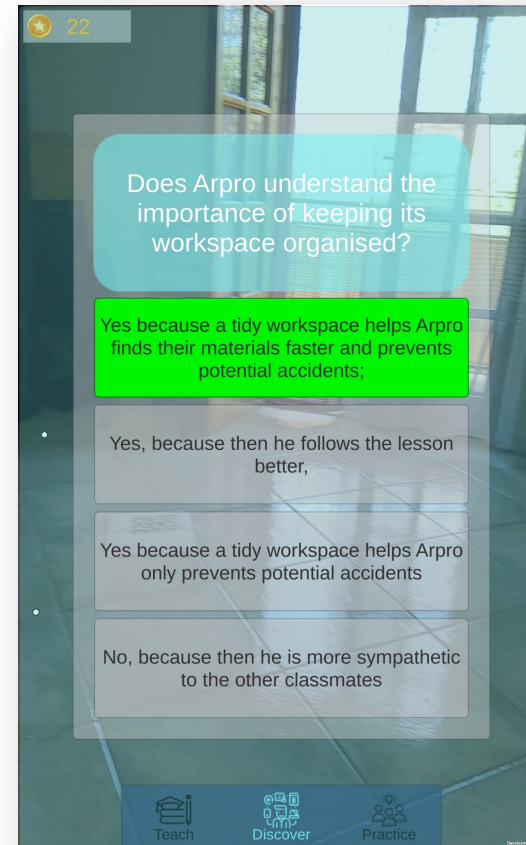 22
Does Arpro understand the
importance of keeping its
workspace organised?
Yes because a tidy workspace helps Arpro
finds their materials faster and prevents
potential accidents;
Yes, because then he follows the lesson
better,
Yes because a tidy workspace helps Arpro
only prevents potential accidents
No, because then he is more sympathetic
to the other classmates
Teach Discover Practice